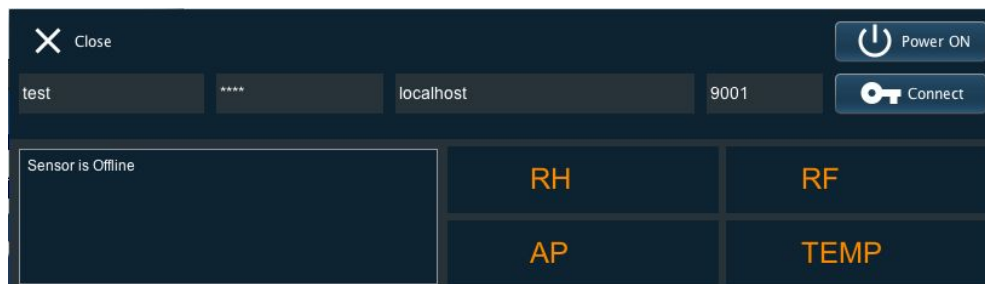 Close
Power ON
test
****
localhost
9001
Connect
Sensor is Offline
RH
RF
AP
TEMP